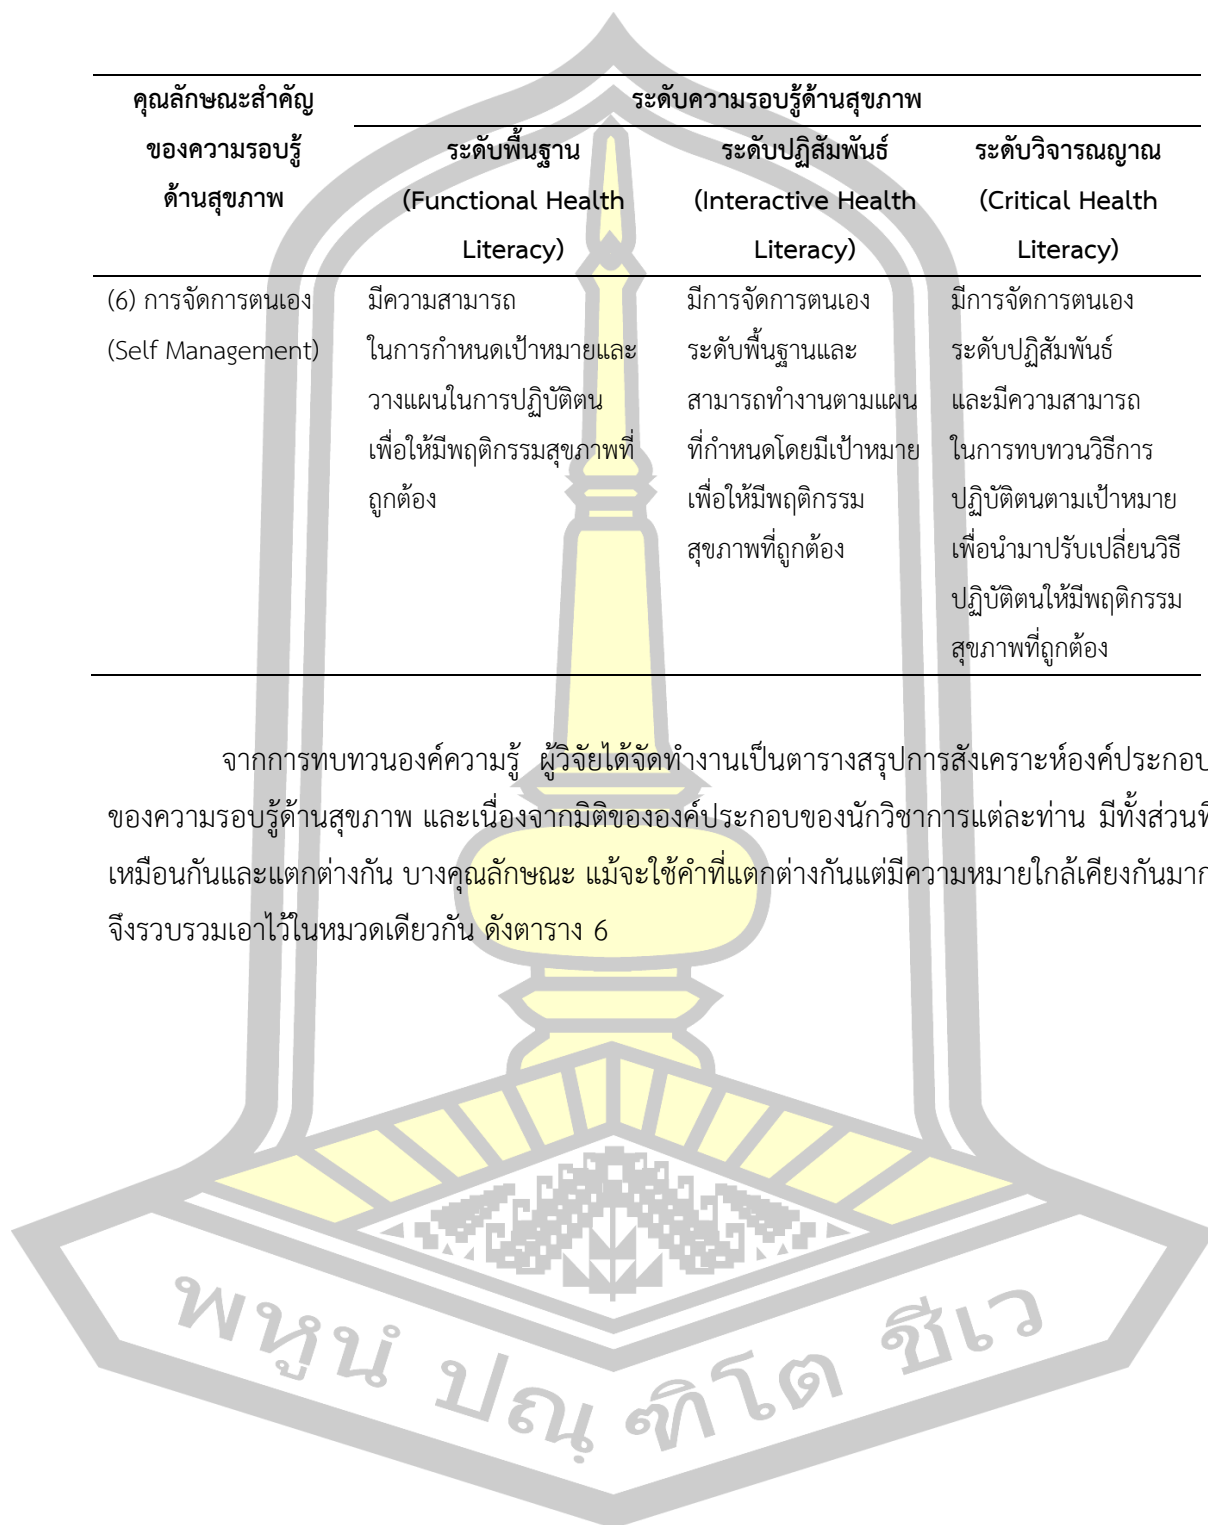 คุณลักษณะสำคัญ
ของความรอบรู้
ด้านสุขภาพ
ระดับความรอบรู้ด้านสุขภาพ
ระดับพื้นฐาน
(Functional Health
Literacy)
ระดับปฏิสัมพันธ์
(Interactive Health
Literacy)
ระดับวิจารณญาณ
(Critical Health
Literacy)
(6) การจัดการตนเอง
(Self Management)
มีความสามารถ
ในการกำหนดเป้าหมายและ
วางแผนในการปฏิบัติตน
เพื่อให้มีพฤติกรรมสุขภาพที่
ถูกต้อง
มีการจัดการตนเอง
ระดับพื้นฐานและ
สามารถทำงานตามแผน
ที่กำหนดโดยมีเป้าหมาย
เพื่อให้มีพฤติกรรม
สุขภาพที่ถูกต้อง
มีการจัดการตนเอง
ระดับปฏิสัมพันธ์
และมีความสามารถ
ในการทบทวนวิธีการ
ปฏิบัติตนตามเป้าหมาย
เพื่อนำมาปรับเปลี่ยนวิธี
ปฏิบัติตนให้มีพฤติกรรม
สุขภาพที่ถูกต้อง
จากการทบทวนองค์ความรู้ ผู้วิจัยได้จัดทำงานเป็นตารางสรุปการสังเคราะห์องค์ประกอบ
ของความรอบรู้ด้านสุขภาพ และเนื่องจากมิติขององค์ประกอบของนักวิชาการแต่ละท่าน มีทั้งส่วนที่
เหมือนกันและแตกต่างกัน บางคุณลักษณะ แม้จะใช้คำที่แตกต่างกันแต่มีความหมายใกล้เคียงกันมาก
จึงรวบรวมเอาไว้ในหมวดเดียวกัน ดังตาราง 6
พหูนํ ปณฺฑิโต ชีเว